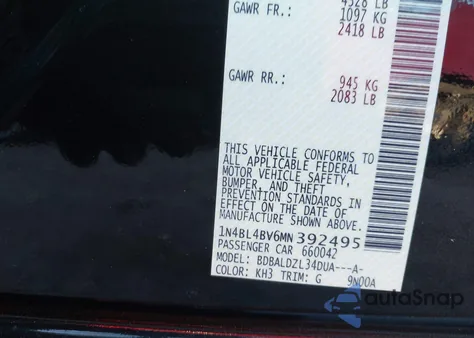 4328 LB
GAWR FR.: 1097 KG
2418 LB
GAWR RR.: 945 KG
2083 LB
THIS VEHICLE CONFORMS TO
ALL APPLICABLE FEDERAL
MOTOR VEHICLE SAFETY,
BUMPER, AND THEFT
PREVENTION STANDARDS IN
EFFECT ON THE DATE OF
MANUFACTURE SHOWN ABOVE.
1N4BL4BV6MN392495
PASSENGER CAR 660042
MODEL: BDBALDZL34DUA---A-
COLOR: KH3 TRIM: G 9N00A
autoSnap